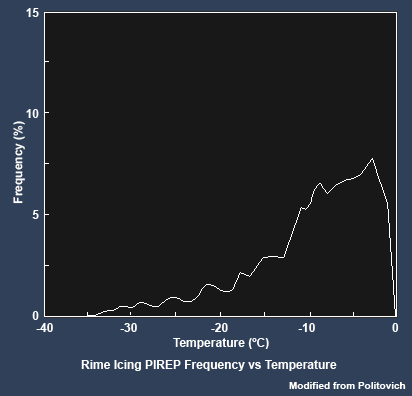 15
10
Frequency (%)
5
0
-40 -30 -20 -10 0
Temperature (ºC)
Rime Icing PIREP Frequency vs Temperature
Modified from Politovich